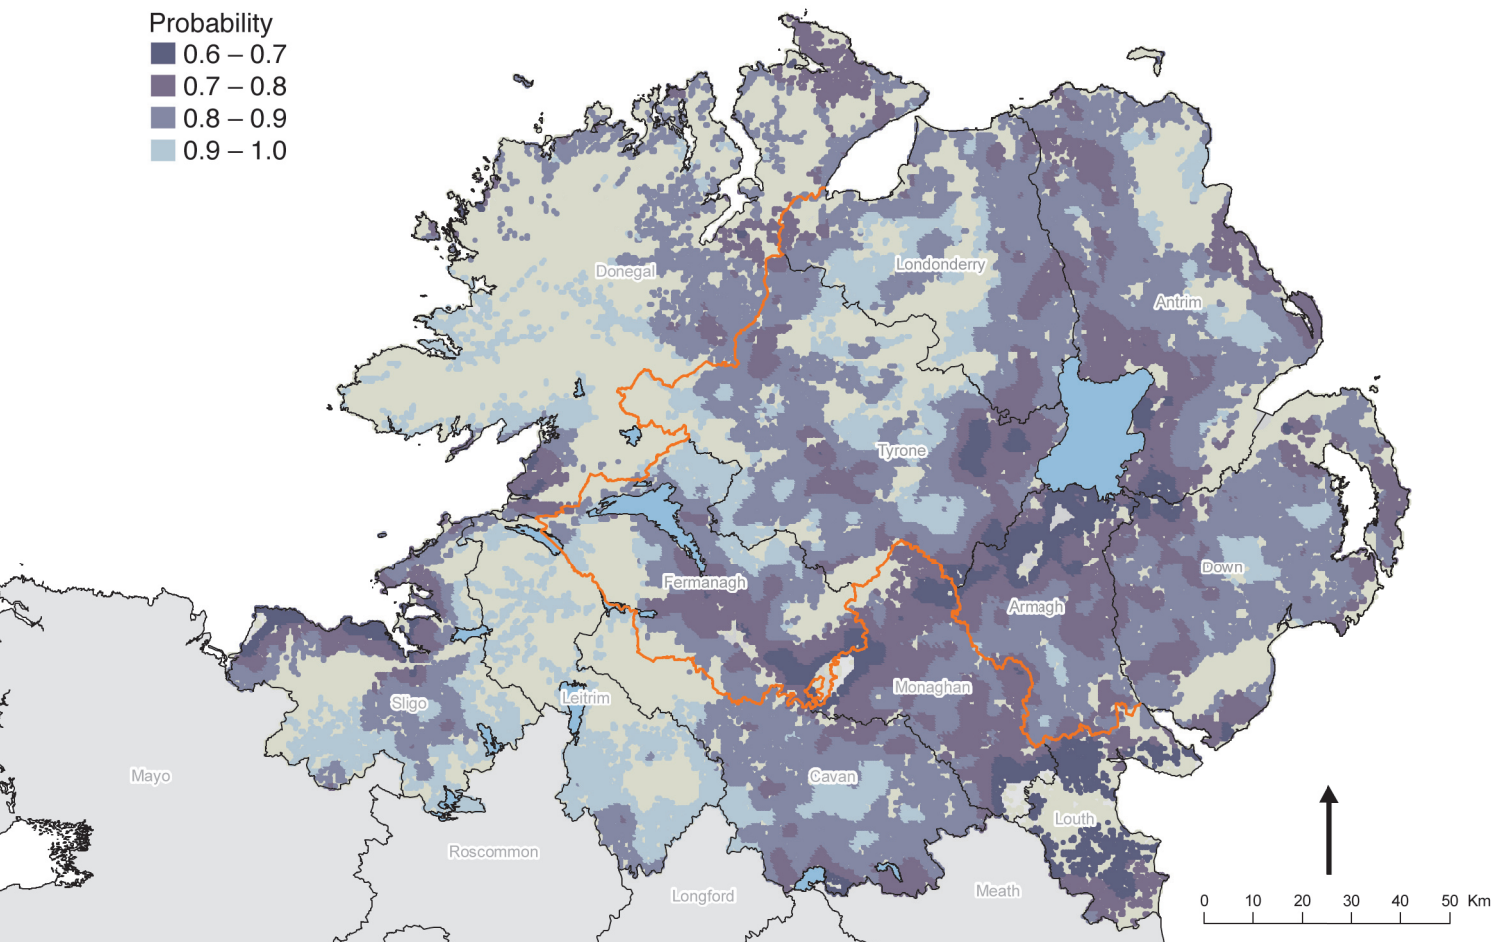 Probability
0.6 – 0.7
0.7 – 0.8
0.8 – 0.9
0.9 – 1.0
Donegal
Londonderry
Antrim
Tyrone
Fermanagh
Down
Armagh
Monaghan
Leitrim
Sligo
Mayo
Cavan
Louth
Roscommon
Longford
Meath
0 10 20 30 40 50 Km